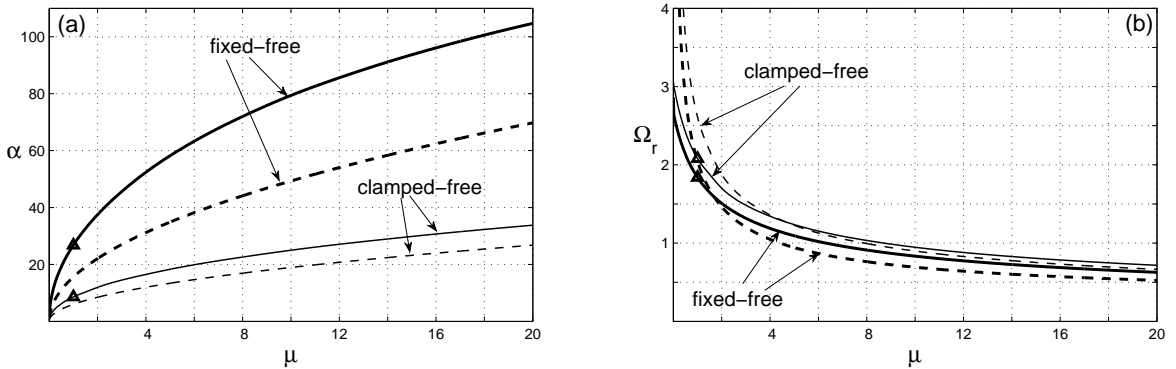 (a)
100
80
60
40
20
α
fixed−free
clamped−free
4 8 12 16 20
μ
(b)
4
3
2
1
Ω_r
clamped−free
fixed−free
4 8 12 16 20
μ